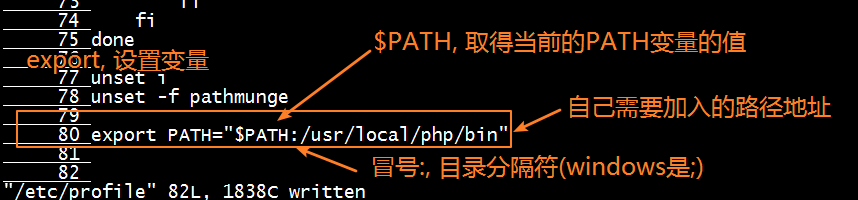 73 fi
74 fi
75 done
76
export, 设置变量
$PATH, 取得当前的PATH变量的值
77 unset i
78 unset -f pathmunge
79
自己需要加入的路径地址
80 export PATH="$PATH:/usr/local/php/bin"
81
冒号:, 目录分隔符(windows是;)
82
"/etc/profile" 82L, 1838C written